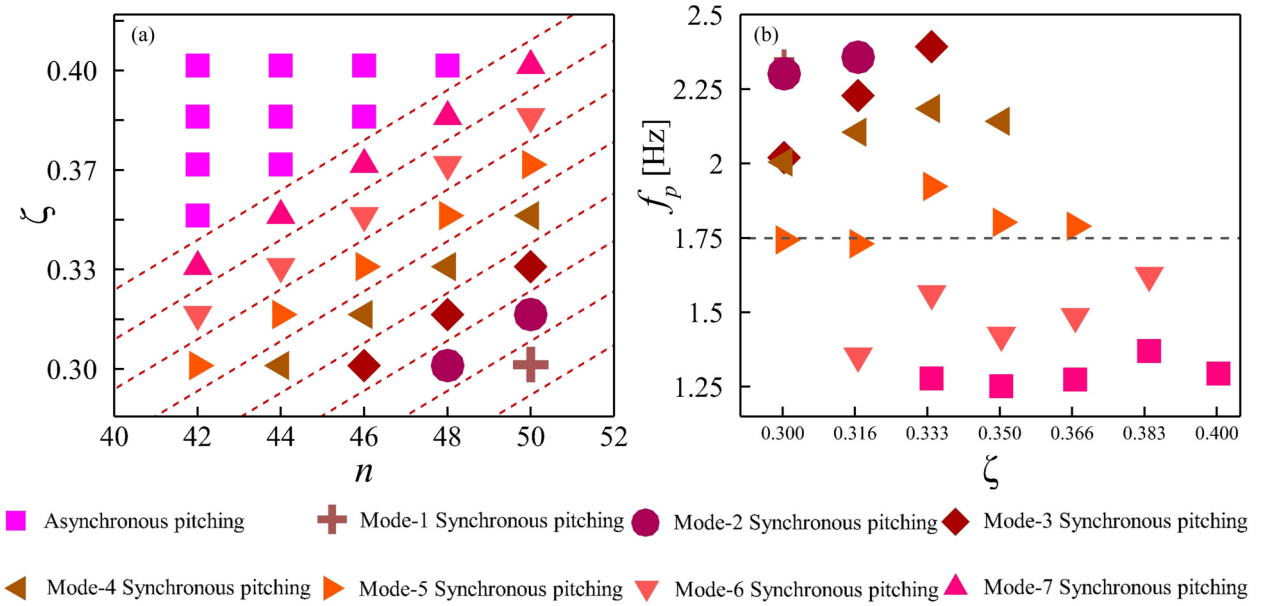 (a)
0.40
0.37
0.33
0.30
ζ
40 42 44 46 48 50 52
n
(b)
2.5
2.25
2
1.75
1.5
1.25
f_p [Hz]
0.300 0.316 0.333 0.350 0.366 0.383 0.400
ζ
Asynchronous pitching Mode-1 Synchronous pitching Mode-2 Synchronous pitching Mode-3 Synchronous pitching
Mode-4 Synchronous pitching Mode-5 Synchronous pitching Mode-6 Synchronous pitching Mode-7 Synchronous pitching